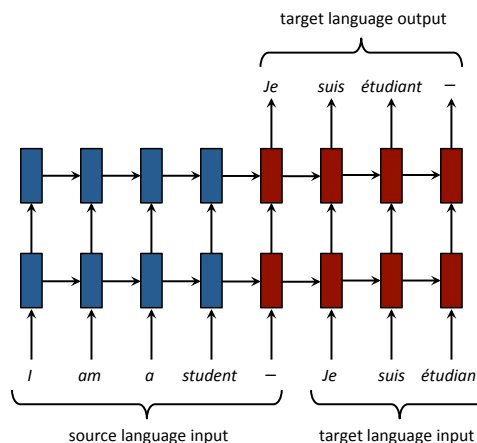 target language output
Je suis étudiant –
I am a student – Je suis étudian
source language input target language input